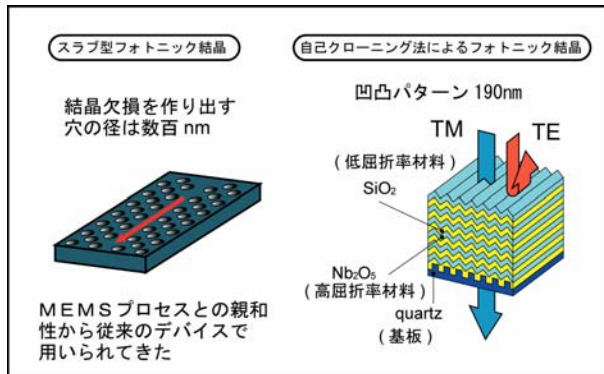 スラブ型フォトニック結晶
結晶欠損を作り出す
穴の径は数百 nm
ＭＥＭＳプロセスとの親和
性から従来のデバイスで
用いられてきた
自己クローニング法によるフォトニック結晶
凹凸パターン 190nm
TM
TE
( 低屈折率材料 )
SiO₂
Nb₂O₅
( 高屈折率材料 )
quartz
( 基板 )